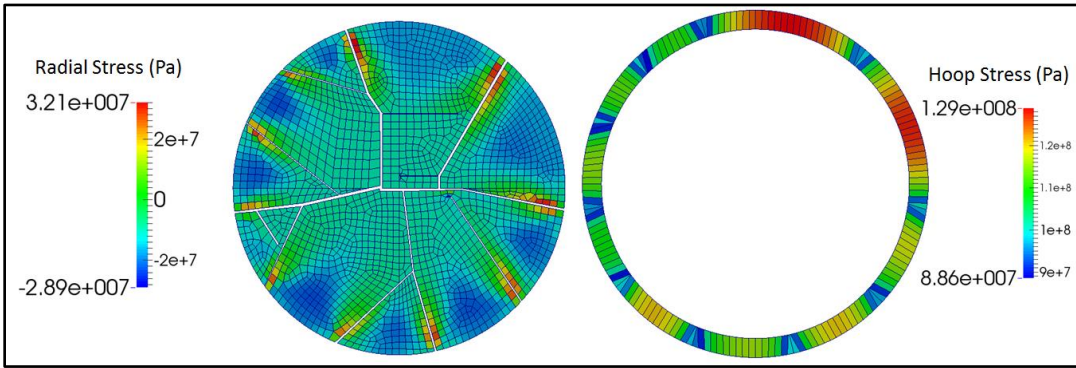 Radial Stress (Pa)
3.21e+007
2e+7
0
-2e+7
-2.89e+007
Hoop Stress (Pa)
1.29e+008
1.2e+8
1.1e+8
1e+8
9e+7
8.86e+007